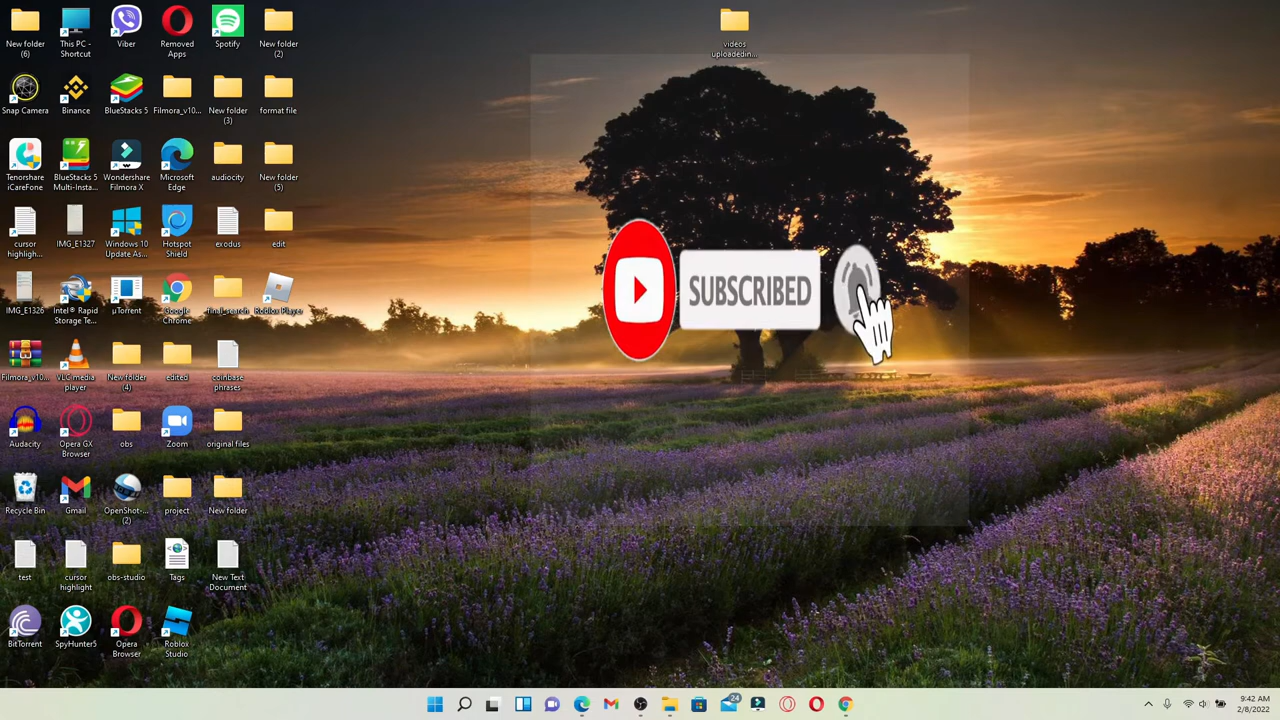 New folder
(6)
This PC -
Shortcut
Viber
Removed
Apps
Spotify
New folder
(2)
videos
uploadedin...
Snap Camera
Binance
BlueStacks 5
Filmora_v10...
New folder
(3)
format file
Tenorshare
iCareFone
BlueStacks 5
Multi-Insta...
Wondershare
Filmora X
Microsoft
Edge
audiocity
New folder
(5)
cursor
highligh...
IMG_E1327
Windows 10
Update As...
Hotspot
Shield
exodus
edit
IMG_E1326
Intel® Rapid
Storage Te...
µTorrent
Google
Chrome
final_search
Roblox Player
SUBSCRIBED
Filmora_v10...
VLC media
player
New folder
(4)
edited
coinbase
phrases
Audacity
Opera GX
Browser
obs
Zoom
original files
Recycle Bin
Gmail
OpenShot-...
(2)
project
New folder
test
cursor
highlight
obs-studio
Tags
New Text
Document
BitTorrent
SpyHunter5
Opera
Browser
Roblox
Studio
24
9:42 AM
2/8/2022